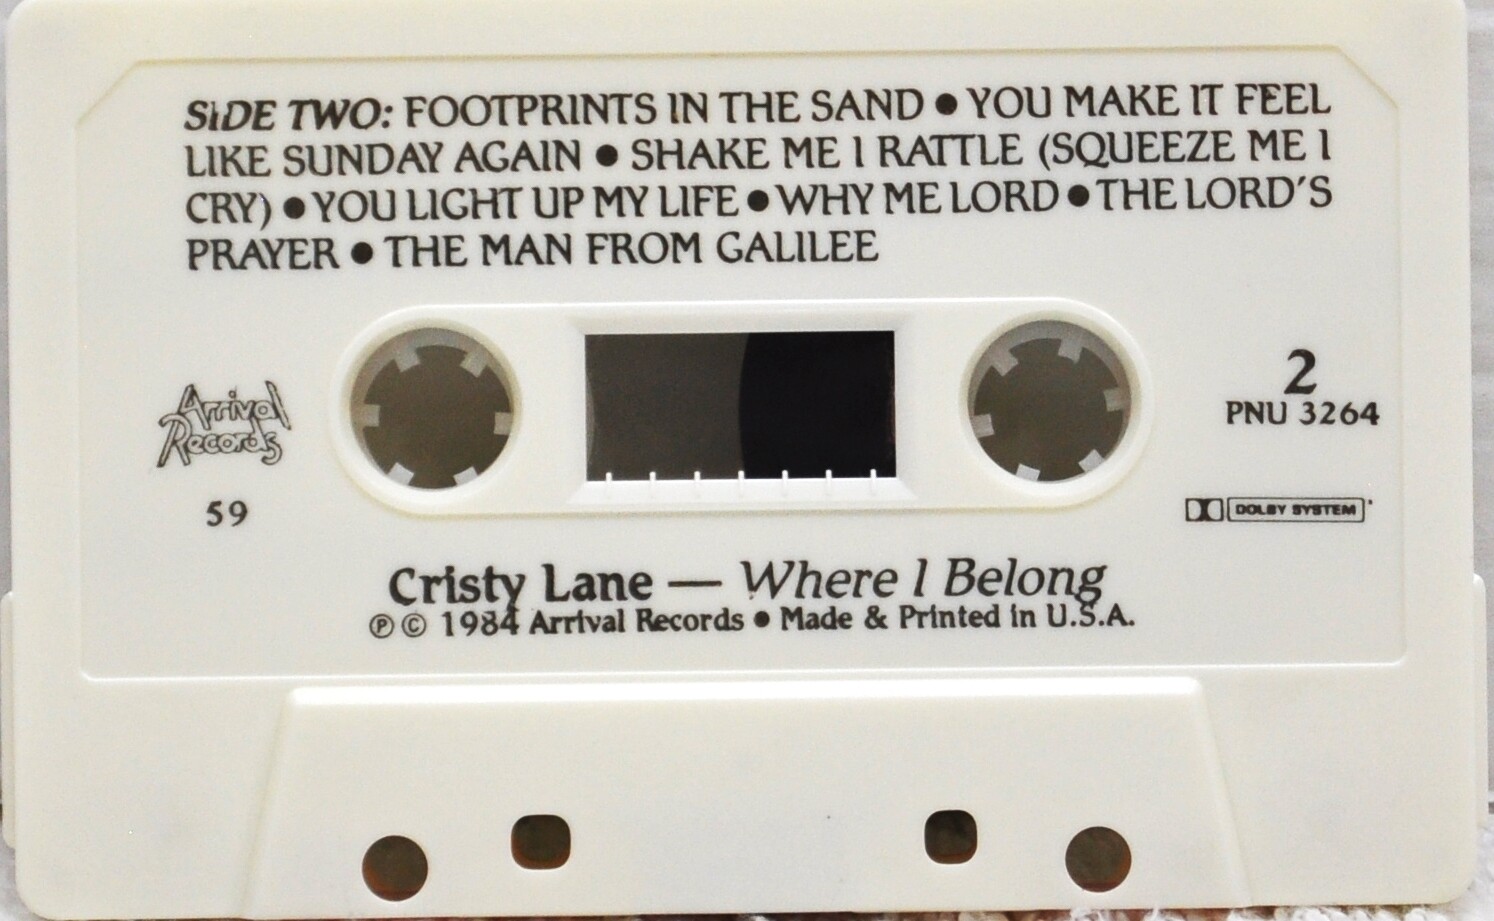 SIDE TWO: FOOTPRINTS IN THE SAND ● YOU MAKE IT FEEL
LIKE SUNDAY AGAIN ● SHAKE ME I RATTLE (SQUEEZE ME I
CRY) ● YOU LIGHT UP MY LIFE ● WHY ME LORD ● THE LORD'S
PRAYER ● THE MAN FROM GALILEE
Arrival
Records
59
2
PNU 3264
DOLBY SYSTEM
Cristy Lane — Where I Belong
℗ © 1984 Arrival Records ● Made & Printed in U.S.A.